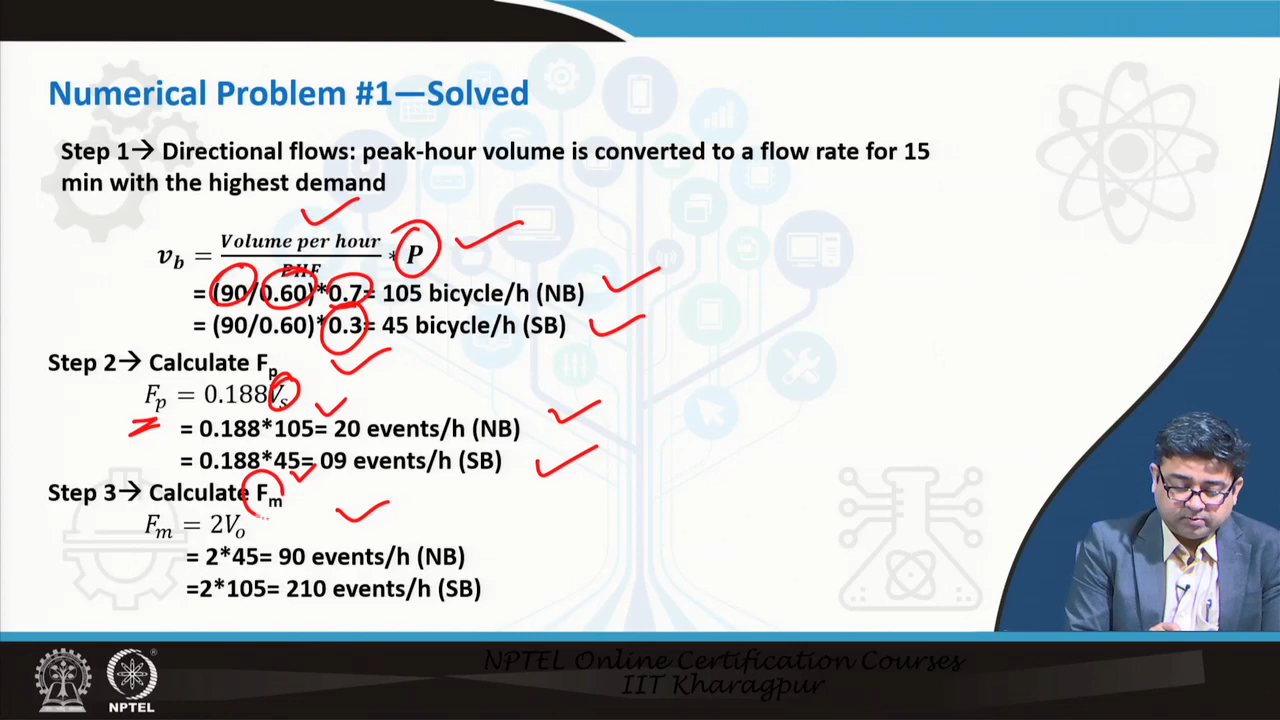 Numerical Problem #1—Solved
Step 1→ Directional flows: peak-hour volume is converted to a flow rate for 15
min with the highest demand
v_b = Volume per hour / PHF * P
= (90/0.60)*0.7= 105 bicycle/h (NB)
= (90/0.60)*0.3= 45 bicycle/h (SB)
Step 2→ Calculate F_p
F_p = 0.188V_s
= 0.188*105= 20 events/h (NB)
= 0.188*45= 09 events/h (SB)
Step 3→ Calculate F_m
F_m = 2V_o
= 2*45= 90 events/h (NB)
=2*105= 210 events/h (SB)
NPTEL Online Certification Courses
IIT Kharagpur
NPTEL